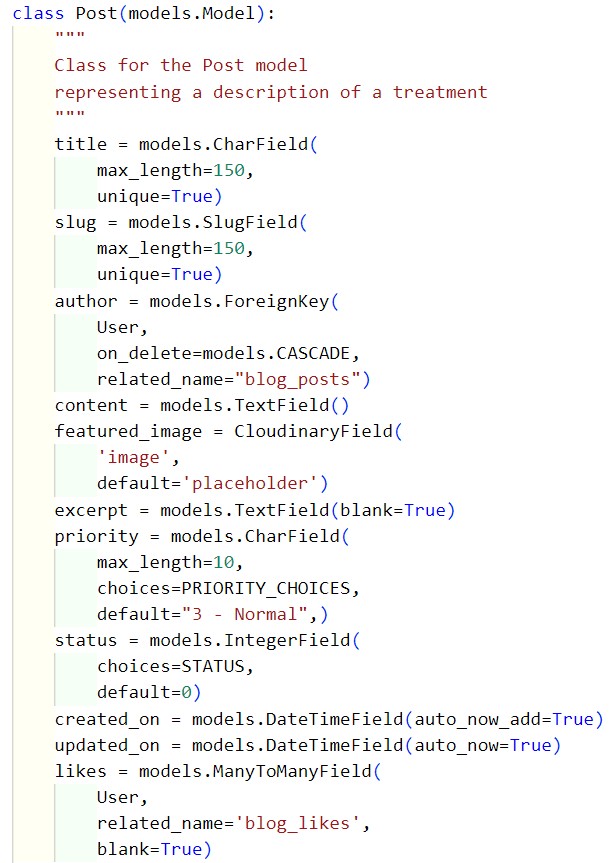 class Post(models.Model):
    """
    Class for the Post model
    representing a description of a treatment
    """
    title = models.CharField(
        max_length=150,
        unique=True)
    slug = models.SlugField(
        max_length=150,
        unique=True)
    author = models.ForeignKey(
        User,
        on_delete=models.CASCADE,
        related_name="blog_posts")
    content = models.TextField()
    featured_image = CloudinaryField(
        'image',
        default='placeholder')
    excerpt = models.TextField(blank=True)
    priority = models.CharField(
        max_length=10,
        choices=PRIORITY_CHOICES,
        default="3 - Normal",)
    status = models.IntegerField(
        choices=STATUS,
        default=0)
    created_on = models.DateTimeField(auto_now_add=True)
    updated_on = models.DateTimeField(auto_now=True)
    likes = models.ManyToManyField(
        User,
        related_name='blog_likes',
        blank=True)